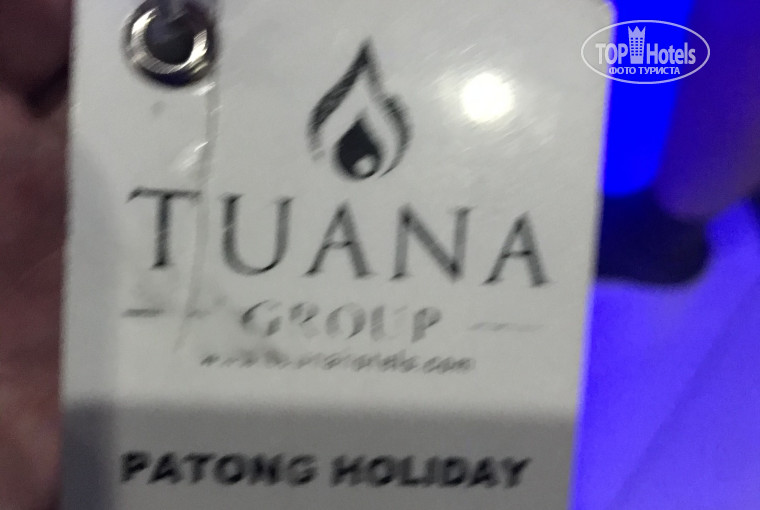 TOP Hotels
ФОТО ТУРИСТА
TUANA
GROUP
PATONG HOLIDAY